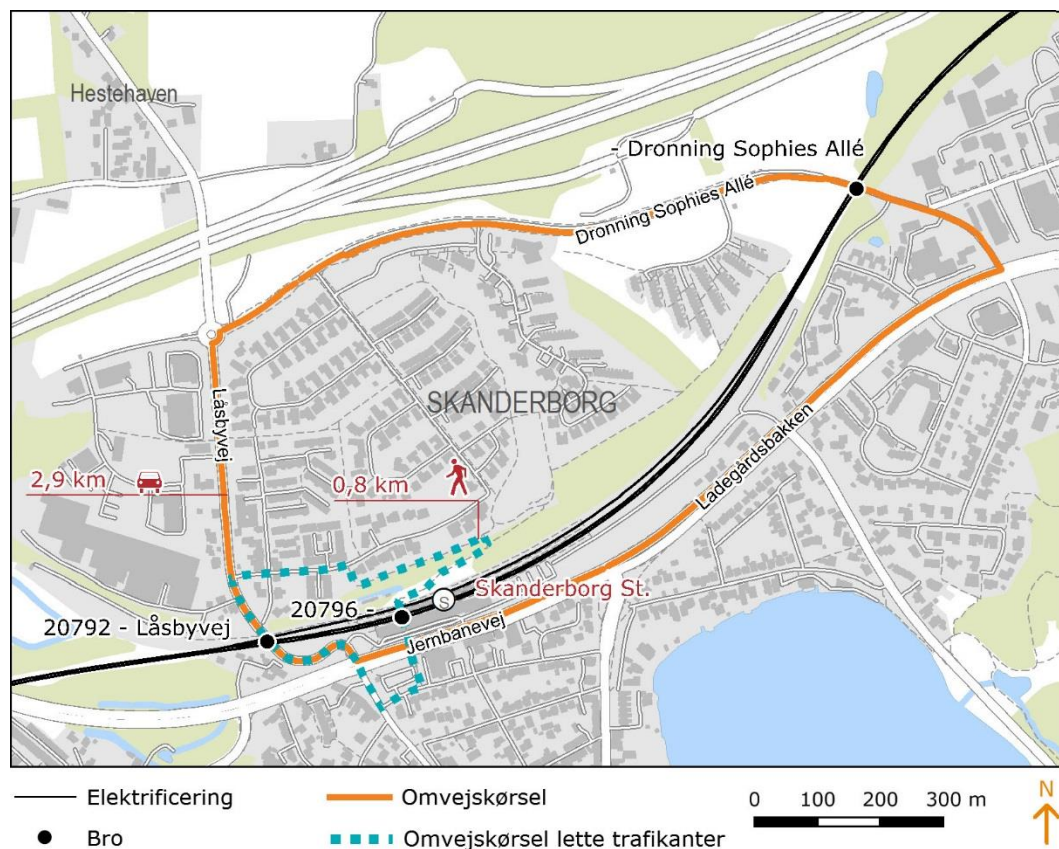 Hestehaven
- Dronning Sophies Allé
Dronning Sophies Allé
Låsbyvej
SKANDERBORG
2,9 km
0,8 km
Ladegårdsbakken
Skanderborg St.
S
20796 -
20792 - Låsbyvej
Jernbanevej
Elektrificering
Omvejskørsel
0 100 200 300 m
N
Bro
Omvejskørsel lette trafikanter